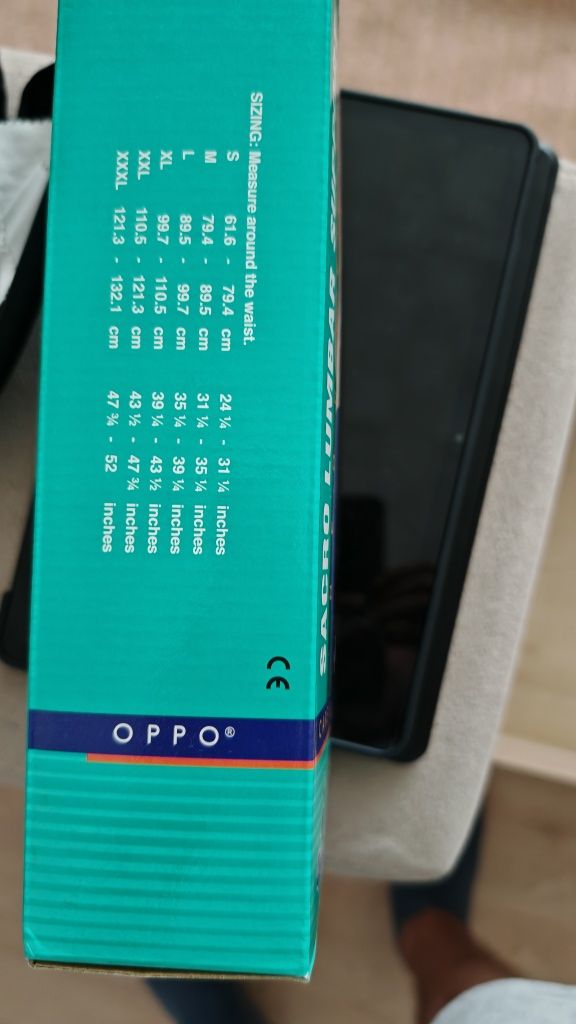 SIZING: Measure around the waist.
S 61.6 - 79.4 cm 24 ¼ - 31 ¼ inches
M 79.4 - 89.5 cm 31 ¼ - 35 ¼ inches
L 89.5 - 99.7 cm 35 ¼ - 39 ¼ inches
XL 99.7 - 110.5 cm 39 ¼ - 43 ½ inches
XXL 110.5 - 121.3 cm 43 ½ - 47 ¾ inches
XXXL 121.3 - 132.1 cm 47 ¾ - 52 inches
CE
OPPO®
SACRO LUMBAR